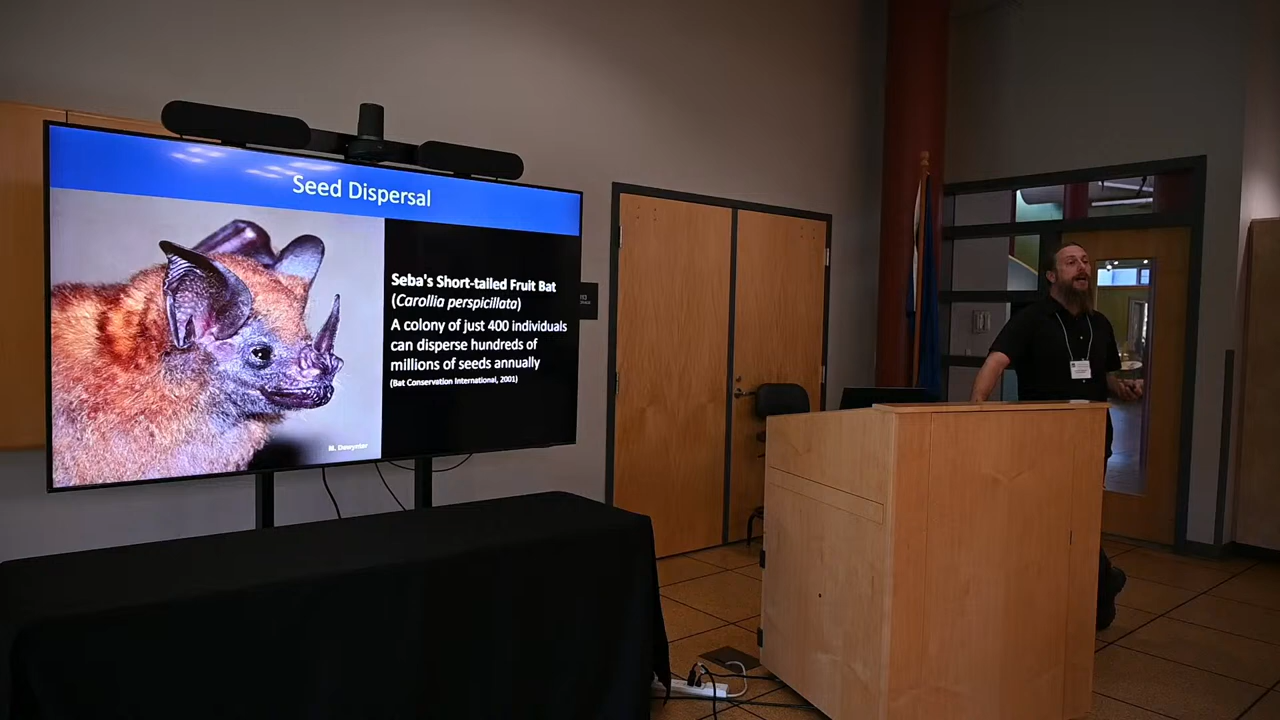 Seed Dispersal
Seba's Short-tailed Fruit Bat
(Carollia perspicillata)
A colony of just 400 individuals
can disperse hundreds of
millions of seeds annually
(Bat Conservation International, 2001)
M. Dewynter